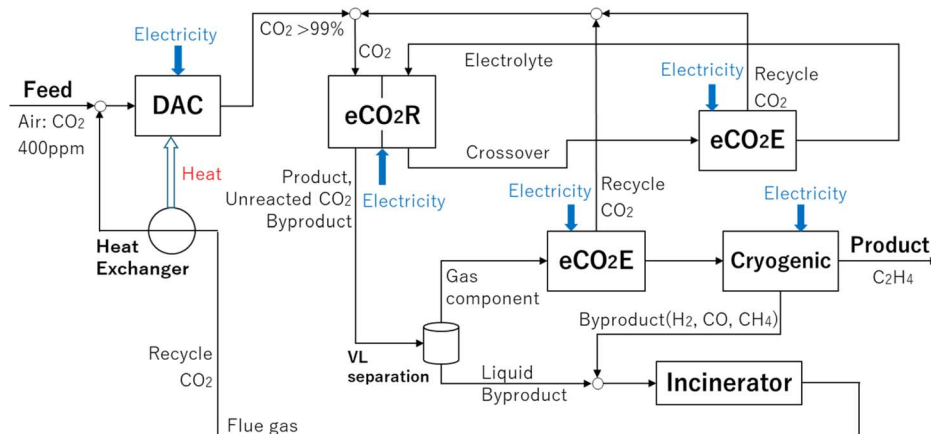 Electricity
CO2 >99%
CO2
Electrolyte
Electricity
Recycle
CO2
Feed
DAC
Air: CO2
400ppm
eCO2R
eCO2E
Crossover
Heat
Product,
Unreacted CO2
Byproduct
Electricity
Electricity
Recycle
CO2
Electricity
Heat
Exchanger
Gas
component
eCO2E
Cryogenic
Product
C2H4
Byproduct(H2, CO, CH4)
Recycle
CO2
VL
separation
Liquid
Byproduct
Incinerator
Flue gas